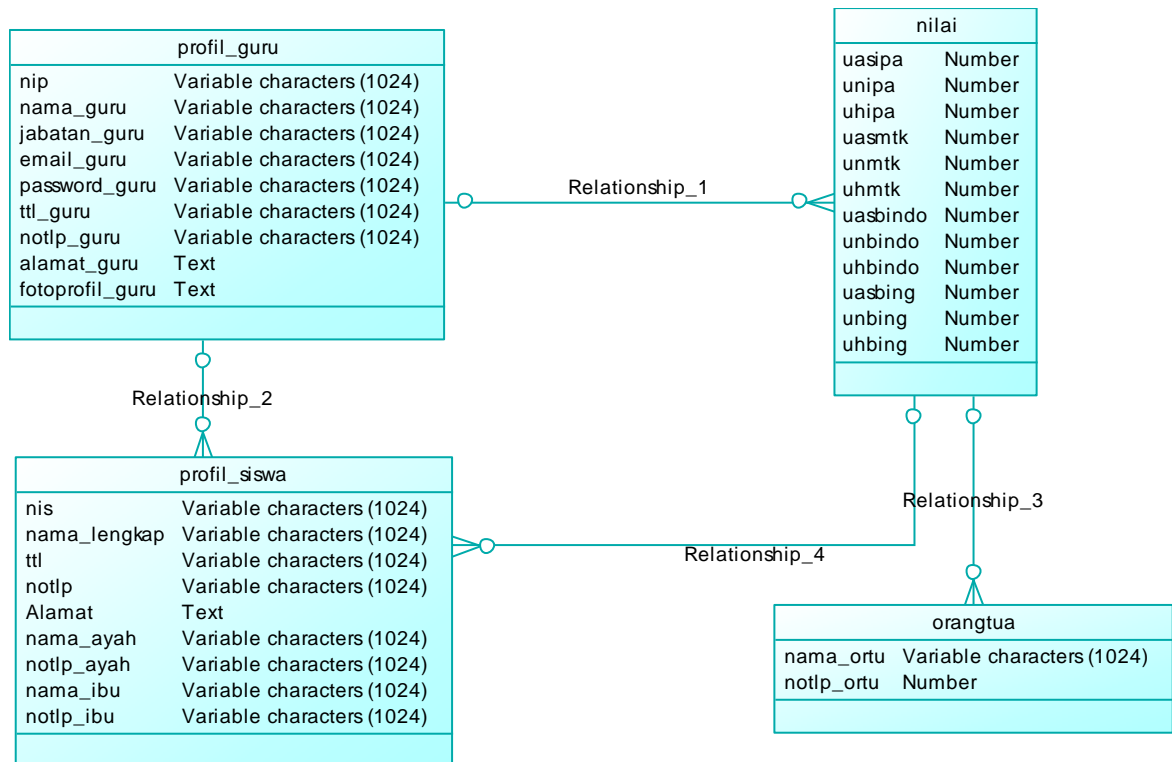 profil_guru
nip Variable characters (1024)
nama_guru Variable characters (1024)
jabatan_guru Variable characters (1024)
email_guru Variable characters (1024)
password_guru Variable characters (1024)
ttl_guru Variable characters (1024)
notlp_guru Variable characters (1024)
alamat_guru Text
fotoprofil_guru Text
Relationship_1
nilai
uasipa Number
unipa Number
uhipa Number
uasmtk Number
unmtk Number
uhmtk Number
uasbindo Number
unbindo Number
uhbindo Number
uasbing Number
unbing Number
uhbing Number
Relationship_2
profil_siswa
nis Variable characters (1024)
nama_lengkap Variable characters (1024)
ttl Variable characters (1024)
notlp Variable characters (1024)
Alamat Text
nama_ayah Variable characters (1024)
notlp_ayah Variable characters (1024)
nama_ibu Variable characters (1024)
notlp_ibu Variable characters (1024)
Relationship_3
Relationship_4
orangtua
nama_ortu Variable characters (1024)
notlp_ortu Number